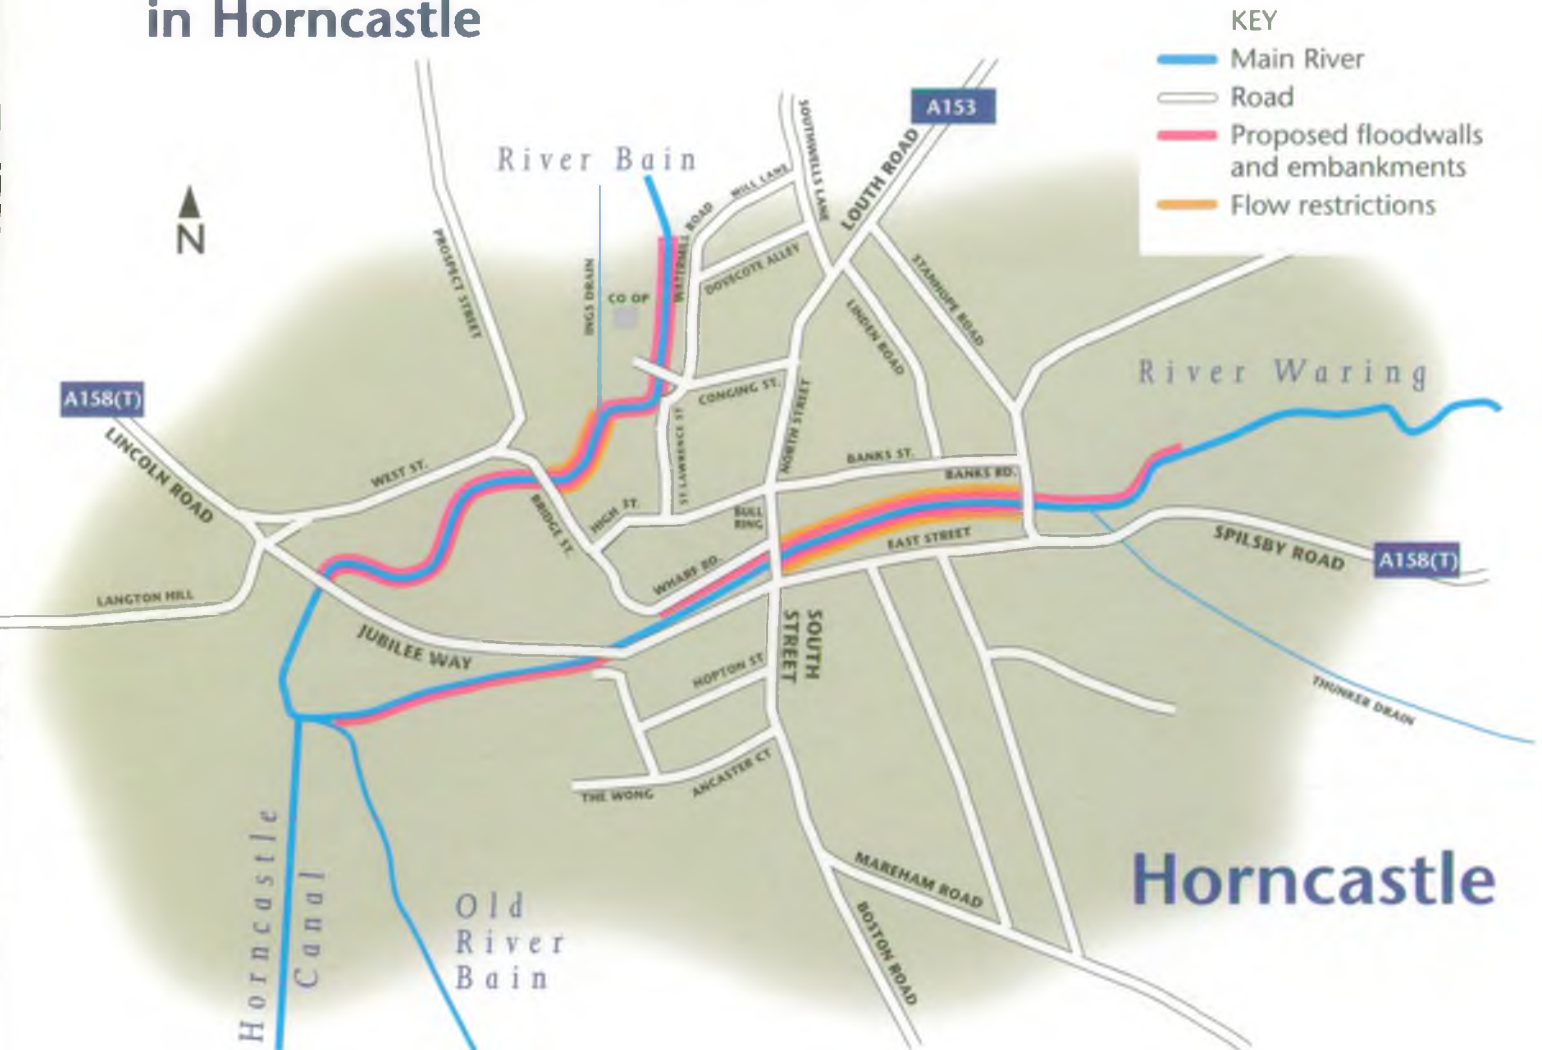 in Horncastle
KEY
Main River
Road
Proposed floodwalls
and embankments
Flow restrictions
A153
River Bain
N
SOUTHWELLS LANE
LOUTH ROAD
MILL LANE
WATERMILL ROAD
DOVECOTE ALLEY
PROSPECT STREET
INGS DRAIN
CO OP
STANHOPE ROAD
LINDEN ROAD
River Waring
A158(T)
LINCOLN ROAD
CONGING ST.
NORTH STREET
ST LAWRENCE ST
WEST ST.
BANKS ST.
BANKS RD.
BRIDGE ST.
HIGH ST.
BULL
RING
EAST STREET
SPILSBY ROAD
A158(T)
WHARF RD.
LANGTON HILL
JUBILEE WAY
SOUTH
STREET
HOPTON ST.
THUNKER DRAIN
THE WONG
ANCASTER CT.
Horncastle
Canal
Old
River
Bain
MAREHAM ROAD
BOSTON ROAD
Horncastle